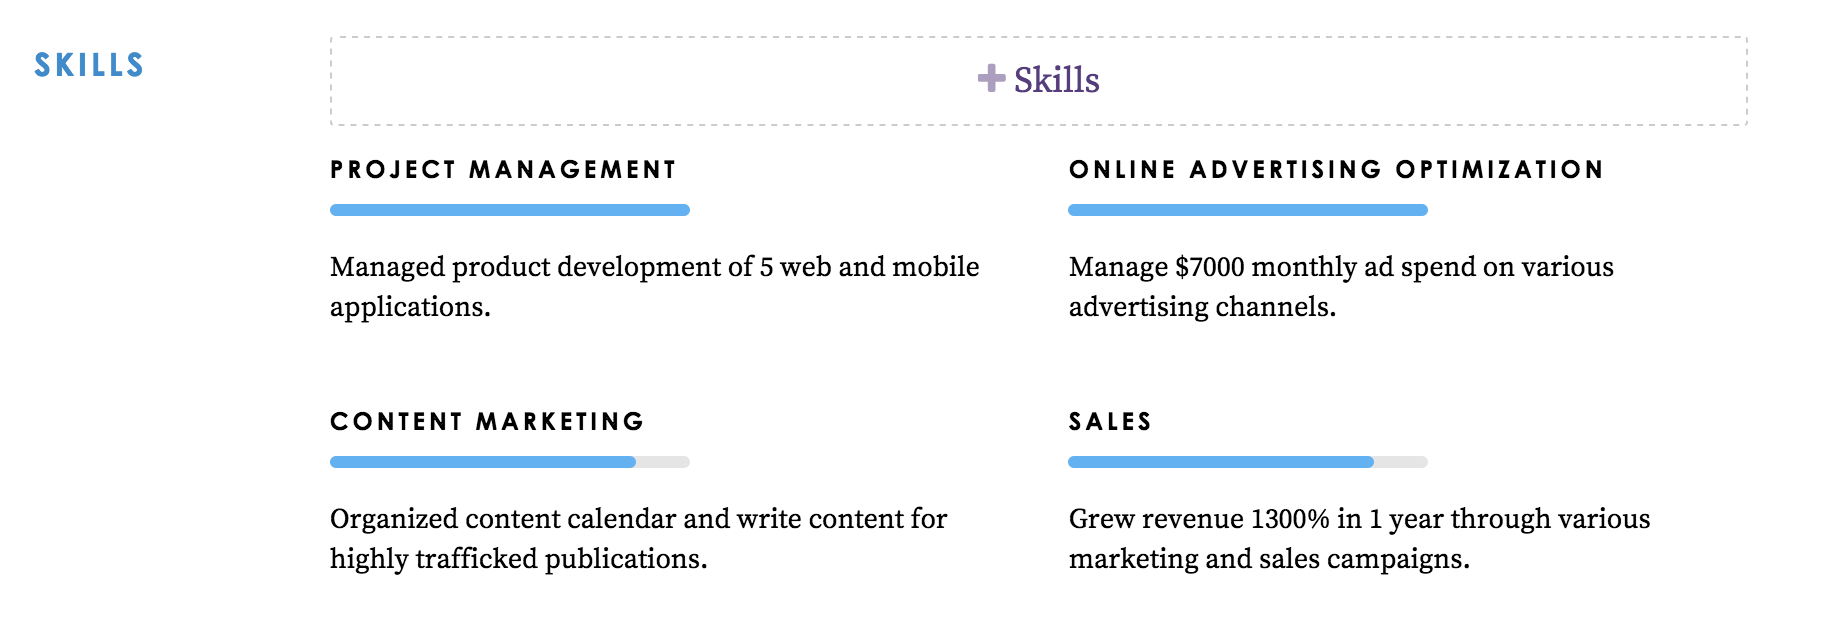 SKILLS
Skills
PROJECT MANAGEMENT
Managed product development of 5 web and mobile
applications.
ONLINE ADVERTISING OPTIMIZATION
Manage $7000 monthly ad spend on various
advertising channels.
CONTENT MARKETING
Organized content calendar and write content for
highly trafficked publications.
SALES
Grew revenue 1300% in 1 year through various
marketing and sales campaigns.